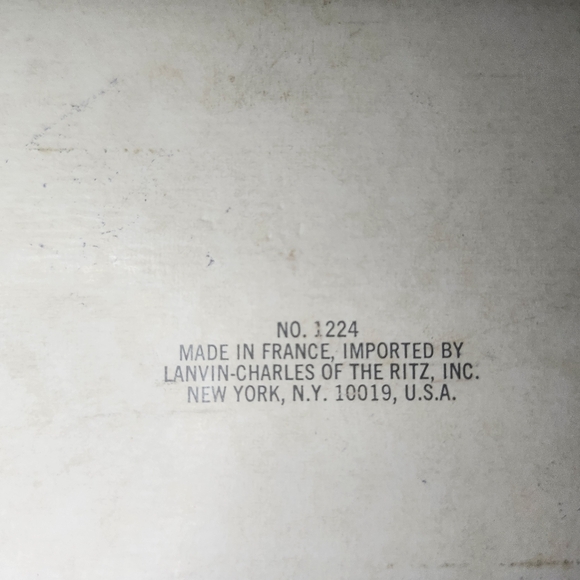 NO. 1224
MADE IN FRANCE, IMPORTED BY
LANVIN-CHARLES OF THE RITZ, INC.
NEW YORK, N.Y. 10019, U.S.A.